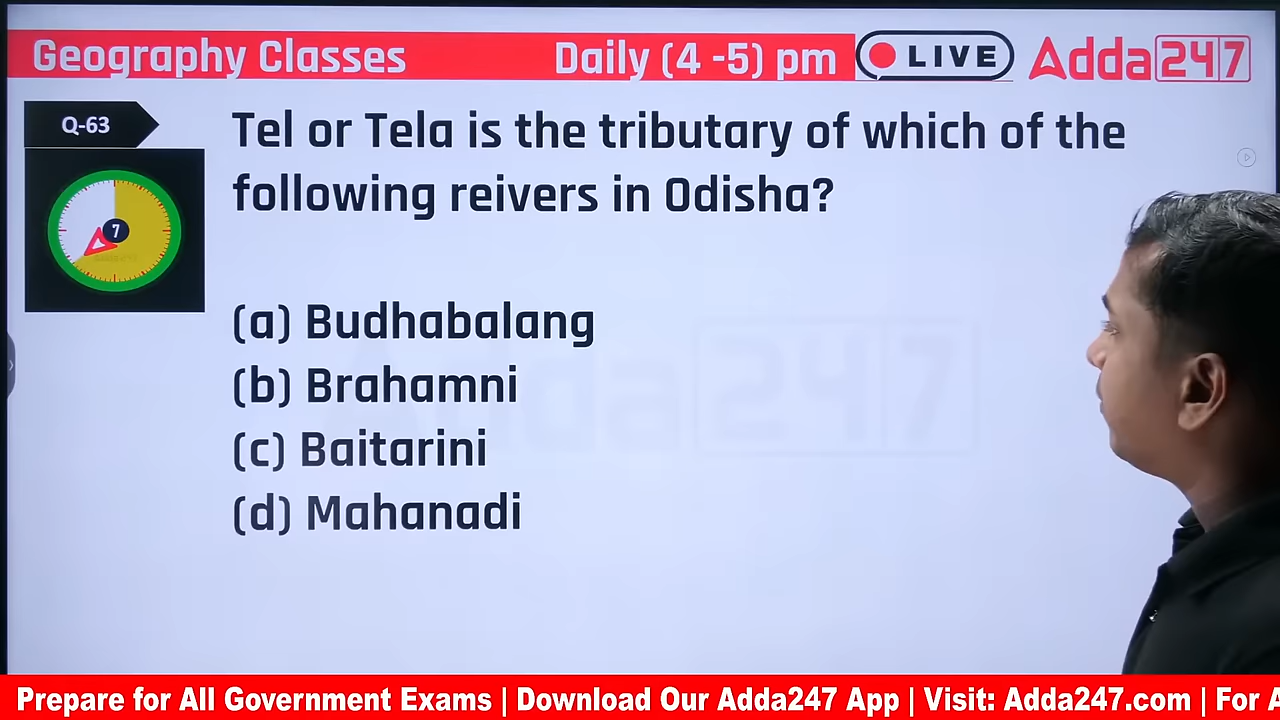 Geography Classes Daily (4 -5) pm LIVE Adda247
Q-63
Tel or Tela is the tributary of which of the
following reivers in Odisha?
7
(a) Budhabalang
(b) Brahamni
(c) Baitarini
(d) Mahanadi
Adda247
Prepare for All Government Exams | Download Our Adda247 App | Visit: Adda247.com | For A